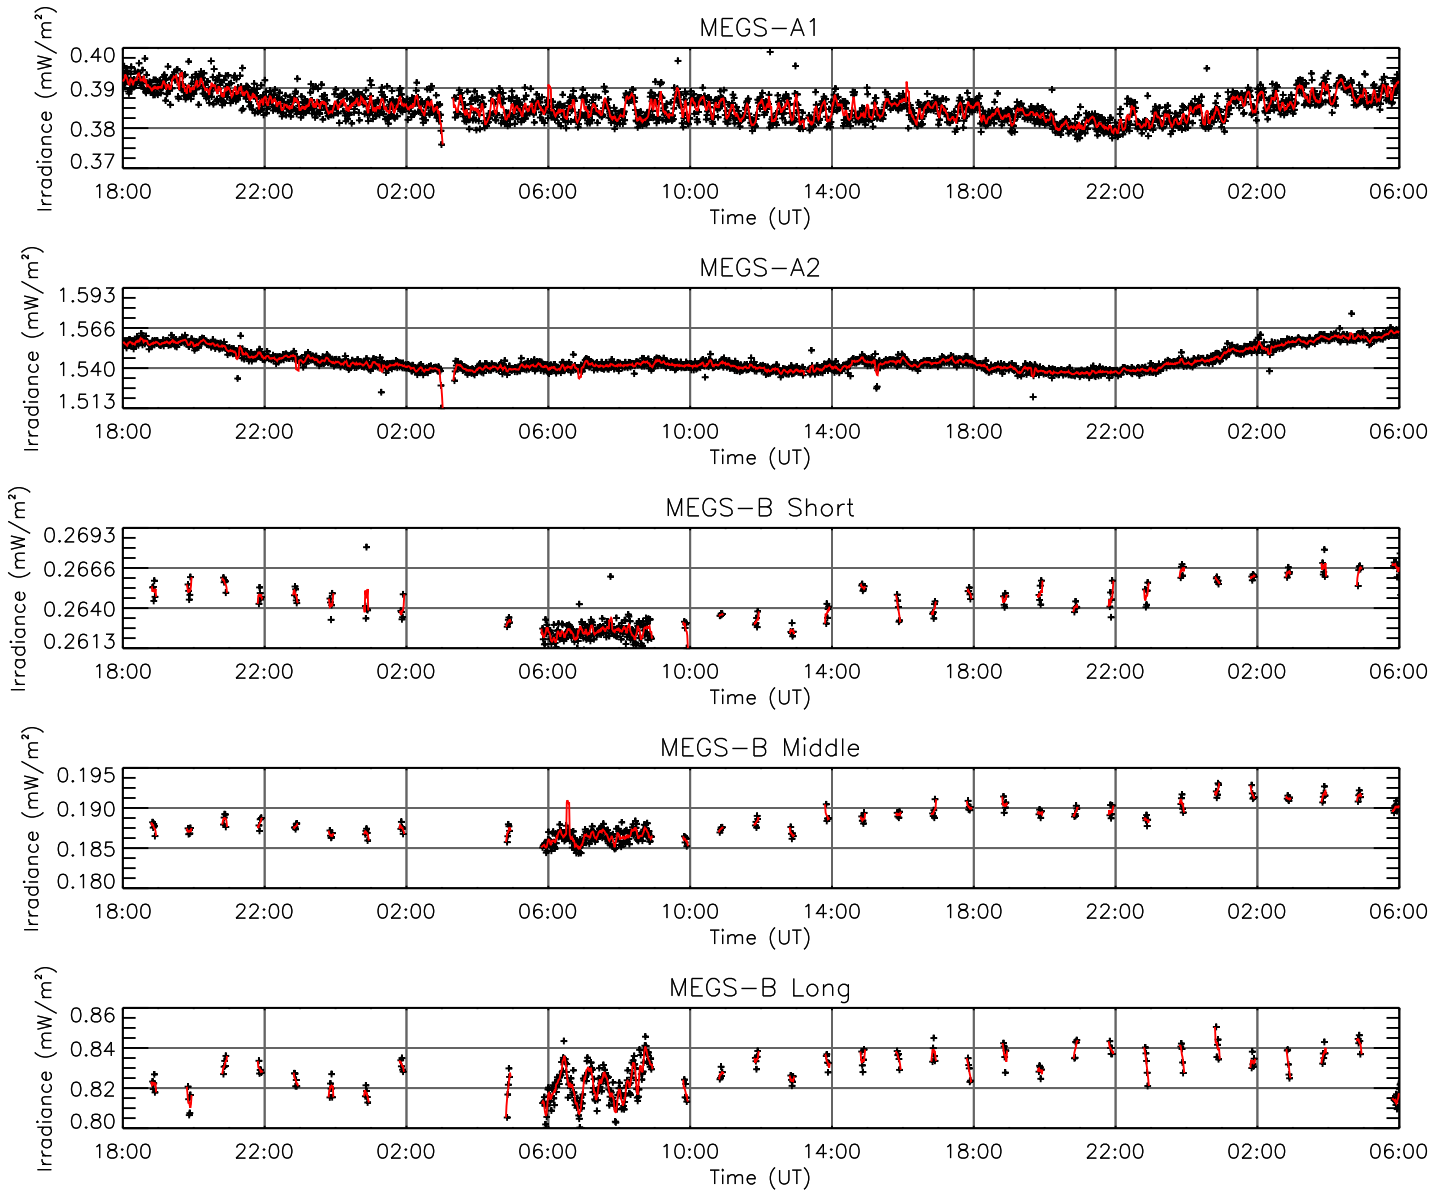 MEGS-A1
Irradiance (mW/m²)
0.40
0.39
0.38
0.37
18:00 22:00 02:00 06:00 10:00 14:00 18:00 22:00 02:00 06:00
Time (UT)
MEGS-A2
Irradiance (mW/m²)
1.593
1.566
1.540
1.513
18:00 22:00 02:00 06:00 10:00 14:00 18:00 22:00 02:00 06:00
Time (UT)
MEGS-B Short
Irradiance (mW/m²)
0.2693
0.2666
0.2640
0.2613
18:00 22:00 02:00 06:00 10:00 14:00 18:00 22:00 02:00 06:00
Time (UT)
MEGS-B Middle
Irradiance (mW/m²)
0.195
0.190
0.185
0.180
18:00 22:00 02:00 06:00 10:00 14:00 18:00 22:00 02:00 06:00
Time (UT)
MEGS-B Long
Irradiance (mW/m²)
0.86
0.84
0.82
0.80
18:00 22:00 02:00 06:00 10:00 14:00 18:00 22:00 02:00 06:00
Time (UT)